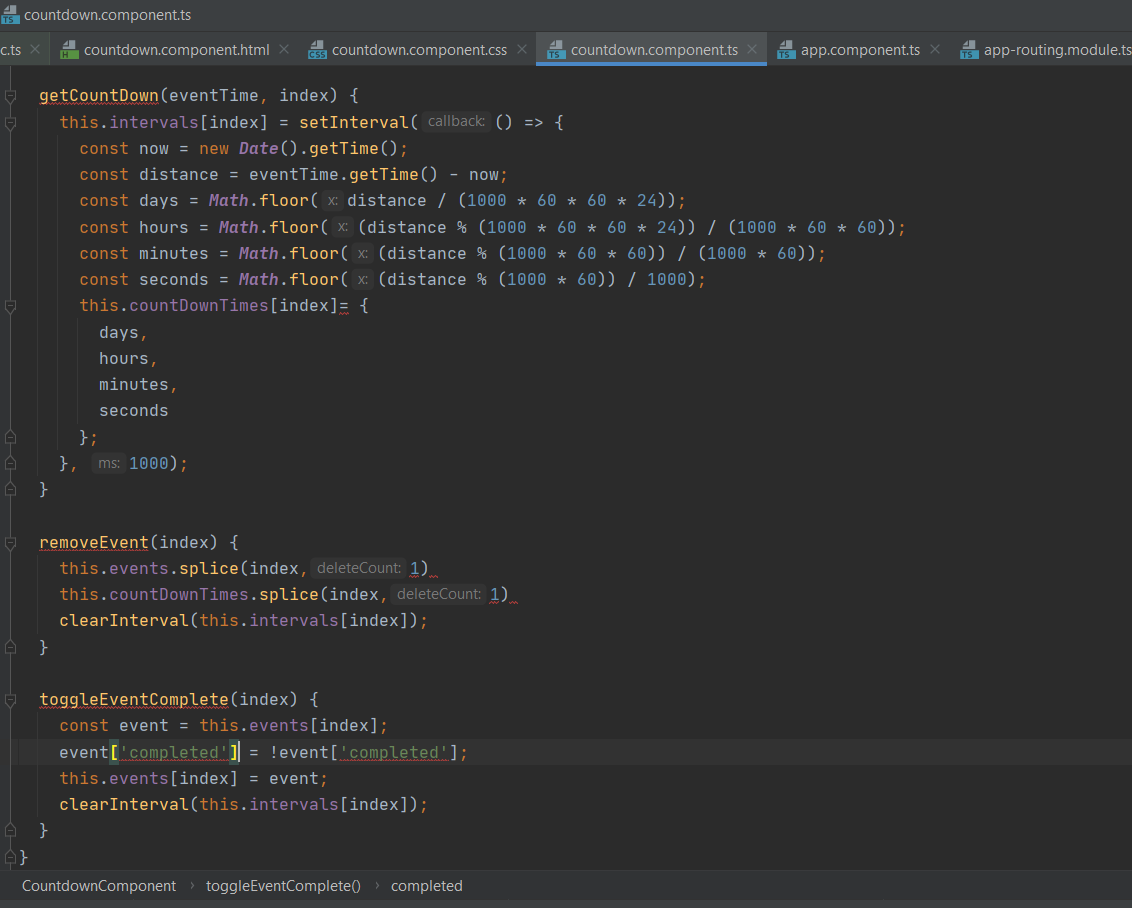 TS countdown.component.ts
c.ts × H countdown.component.html × CSS countdown.component.css × TS countdown.component.ts × TS app.component.ts × TS app-routing.module.ts
getCountDown(eventTime, index) {
this.intervals[index] = setInterval( callback: () => {
const now = new Date().getTime();
const distance = eventTime.getTime() - now;
const days = Math.floor( x: distance / (1000 * 60 * 60 * 24));
const hours = Math.floor( x: (distance % (1000 * 60 * 60 * 24)) / (1000 * 60 * 60));
const minutes = Math.floor( x: (distance % (1000 * 60 * 60)) / (1000 * 60));
const seconds = Math.floor( x: (distance % (1000 * 60)) / 1000);
this.countDownTimes[index]= {
days,
hours,
minutes,
seconds
};
}, ms: 1000);
}
removeEvent(index) {
this.events.splice(index, deleteCount: 1)
this.countDownTimes.splice(index, deleteCount: 1)
clearInterval(this.intervals[index]);
}
toggleEventComplete(index) {
const event = this.events[index];
event['completed'] = !event['completed'];
this.events[index] = event;
clearInterval(this.intervals[index]);
}
}
CountdownComponent › toggleEventComplete() › completed